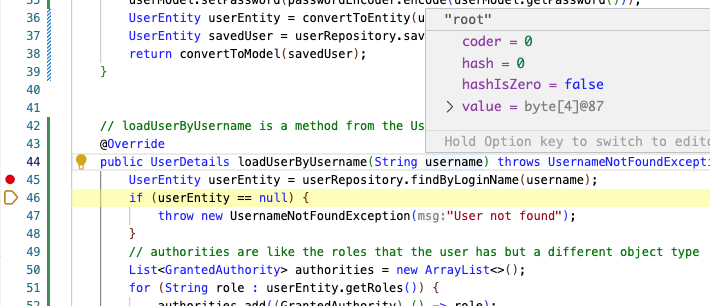 35 userModel.setPassword(passwordEncoder.encode(userModel.getPassword()));
36 UserEntity userEntity = convertToEntity(u
37 UserEntity savedUser = userRepository.sav
38 return convertToModel(savedUser);
39 }
40
41
"root"
coder = 0
hash = 0
hashIsZero = false
> value = byte[4]@87
Hold Option key to switch to edito
42 // loadUserByUsername is a method from the Us
43 @Override
44 public UserDetails loadUserByUsername(String username) throws UsernameNotFoundExcepti
45 UserEntity userEntity = userRepository.findByLoginName(username);
46 if (userEntity == null) {
47 throw new UsernameNotFoundException(msg:"User not found");
48 }
49 // authorities are like the roles that the user has but a different object type
50 List<GrantedAuthority> authorities = new ArrayList<>();
51 for (String role : userEntity.getRoles()) {
52 authorities.add((GrantedAuthority) () -> role);